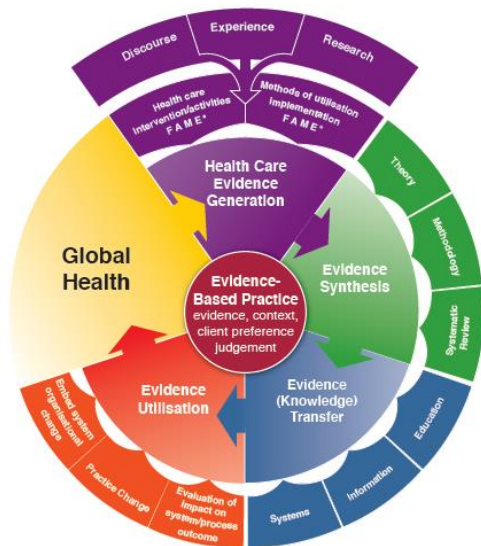 Discourse
Experience
Research
Health care
intervention/activities
F A M E*
Methods of utilisation
Implementation
F A M E*
Health Care
Evidence
Generation
Theory
Methodology
Systematic
Review
Global
Health
Evidence
Synthesis
Evidence-
Based Practice
evidence, context,
client preference
judgement
Evidence
Utilisation
Evidence
(Knowledge)
Transfer
Education
Information
Systems
Embed system
organisational
change
Practice Change
Evaluation of
impact on
system/process
outcome